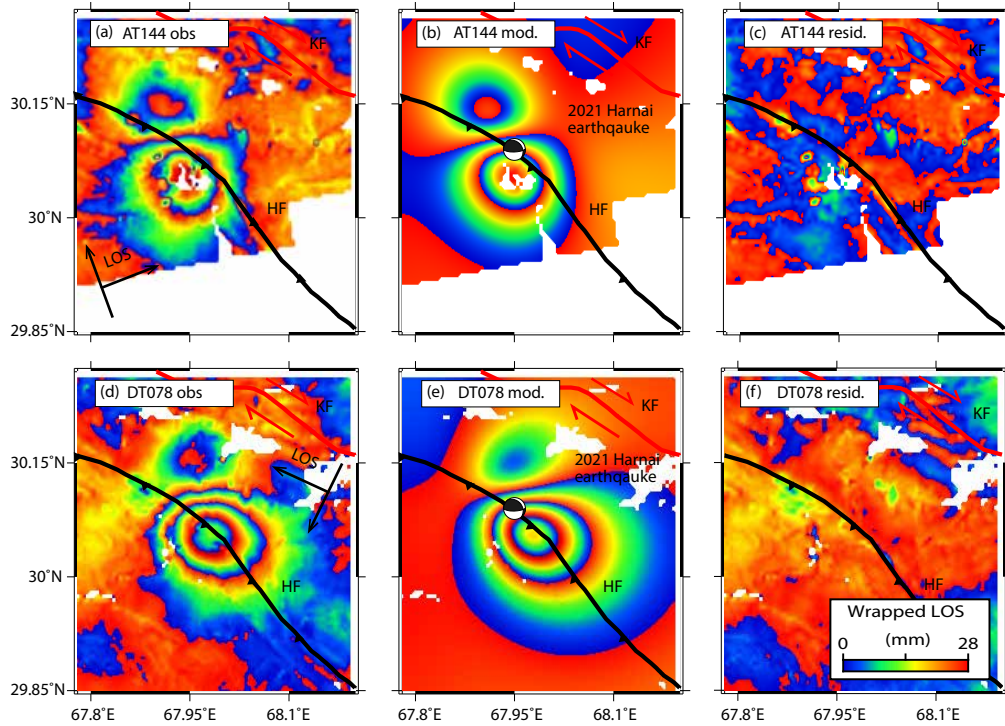 (a) AT144 obs
KF
30.15°N
30°N
29.85°N
HF
LOS
(b) AT144 mod.
KF
2021 Harnai
earthqauke
HF
(c) AT144 resid.
KF
HF
(d) DT078 obs
KF
LOS
30.15°N
30°N
29.85°N
HF
67.8°E
67.95°E
68.1°E
(e) DT078 mod.
KF
2021 Harnai
earthqauke
HF
67.8°E
67.95°E
68.1°E
(f) DT078 resid.
KF
HF
Wrapped LOS
0 (mm) 28
67.8°E
67.95°E
68.1°E